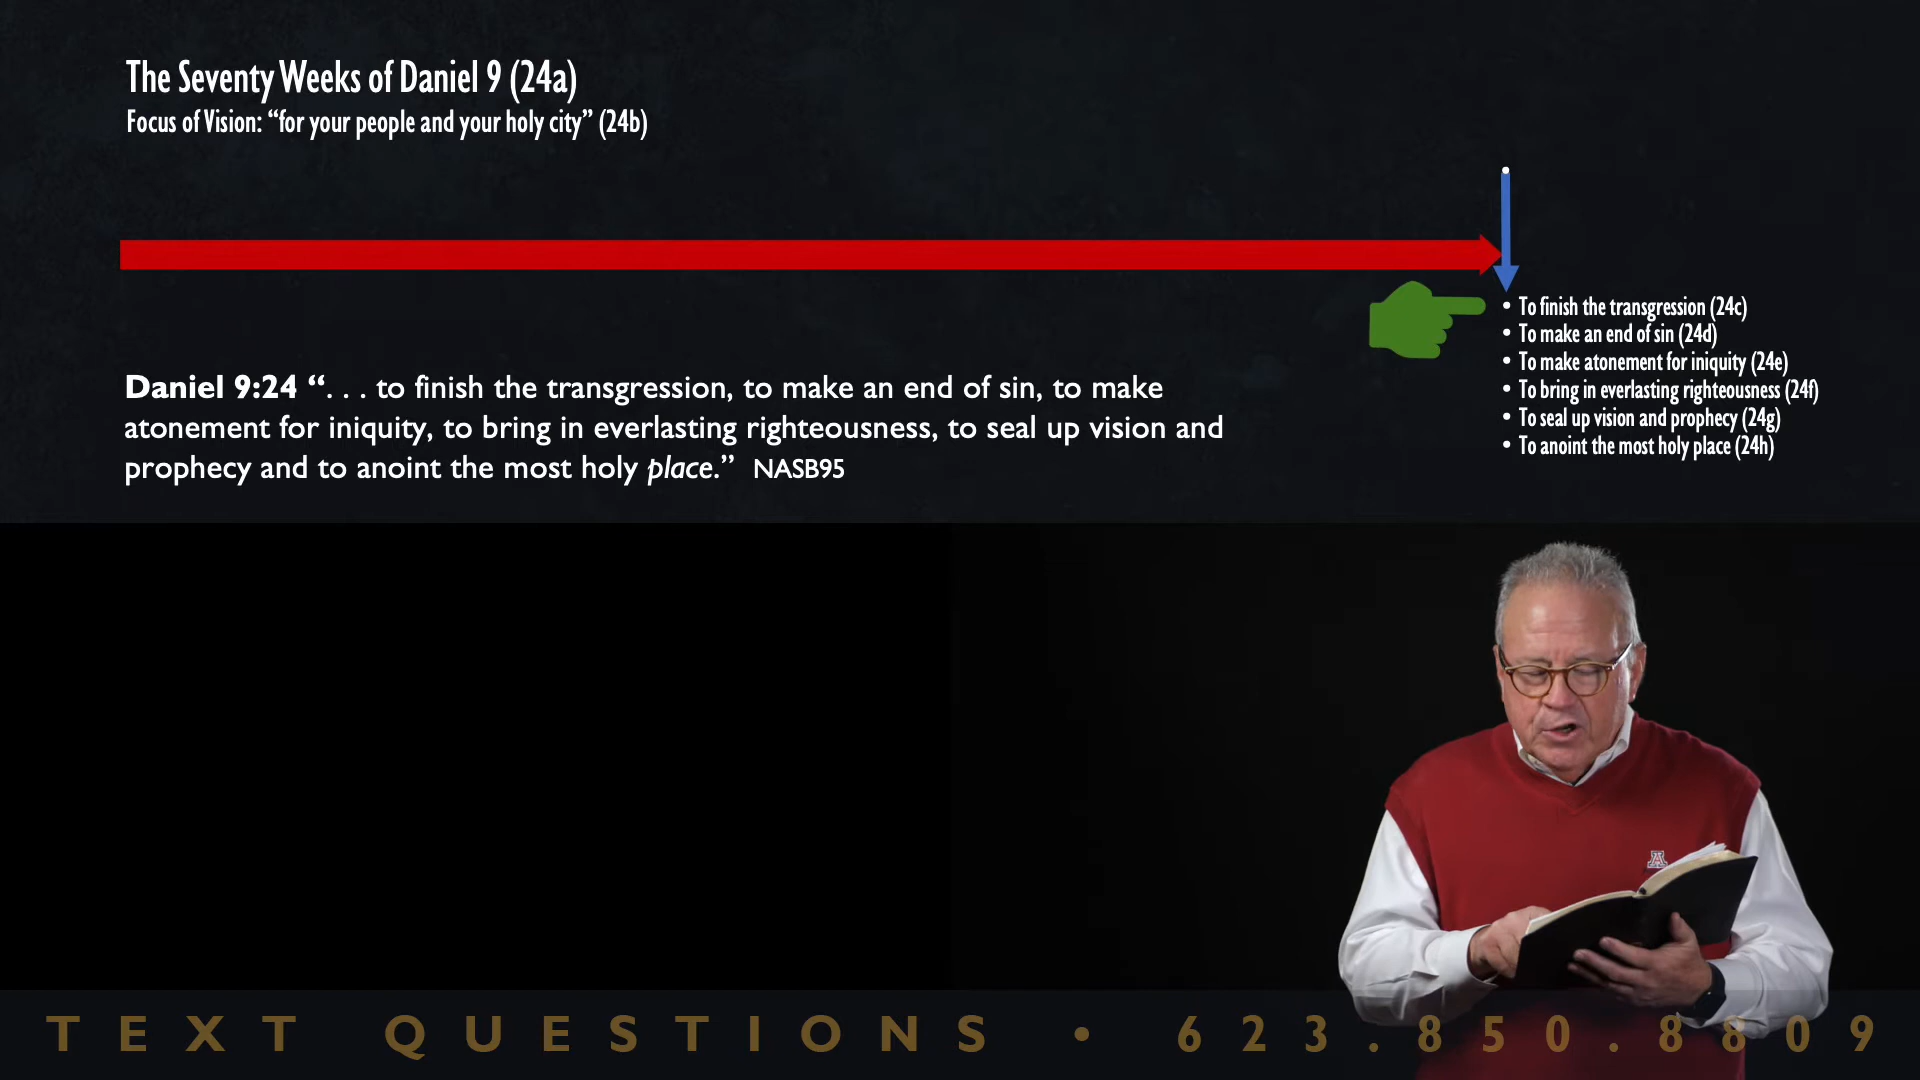 The Seventy Weeks of Daniel 9 (24a)
Focus of Vision: “for your people and your holy city” (24b)
• To finish the transgression (24c)
• To make an end of sin (24d)
• To make atonement for iniquity (24e)
• To bring in everlasting righteousness (24f)
• To seal up vision and prophecy (24g)
• To anoint the most holy place (24h)
Daniel 9:24 “. . . to finish the transgression, to make an end of sin, to make
atonement for iniquity, to bring in everlasting righteousness, to seal up vision and
prophecy and to anoint the most holy place.” NASB95
A
TEXT QUESTIONS • 623.850.8809